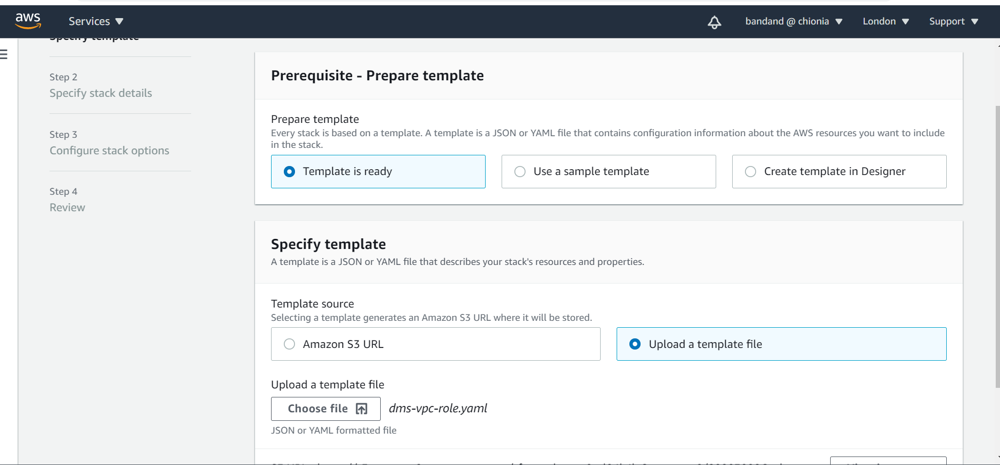 aws
Services
bandand @ chionia
London
Support
Specify template
Step 2
Specify stack details
Step 3
Configure stack options
Step 4
Review
Prerequisite - Prepare template
Prepare template
Every stack is based on a template. A template is a JSON or YAML file that contains configuration information about the AWS resources you want to include
in the stack.
Template is ready
Use a sample template
Create template in Designer
Specify template
A template is a JSON or YAML file that describes your stack's resources and properties.
Template source
Selecting a template generates an Amazon S3 URL where it will be stored.
Amazon S3 URL
Upload a template file
Upload a template file
Choose file
dms-vpc-role.yaml
JSON or YAML formatted file